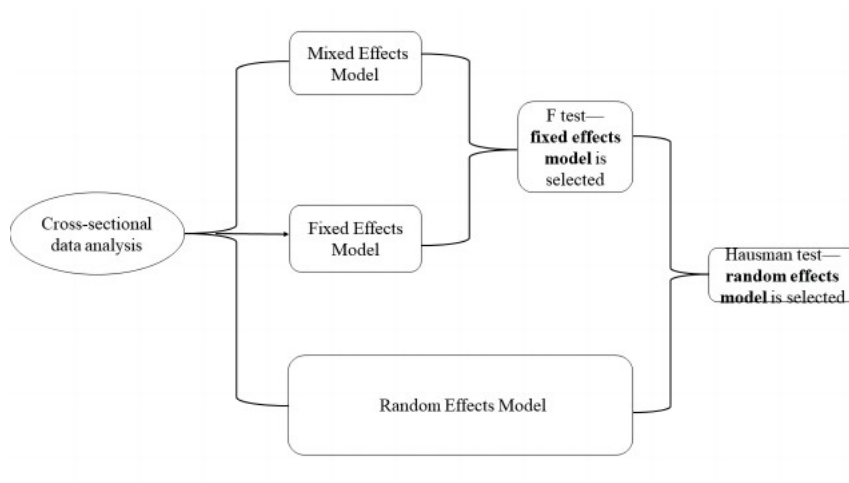 Mixed Effects
Model
F test—
fixed effects
model is
selected
Cross-sectional
data analysis
Fixed Effects
Model
Hausman test—
random effects
model is selected
Random Effects Model